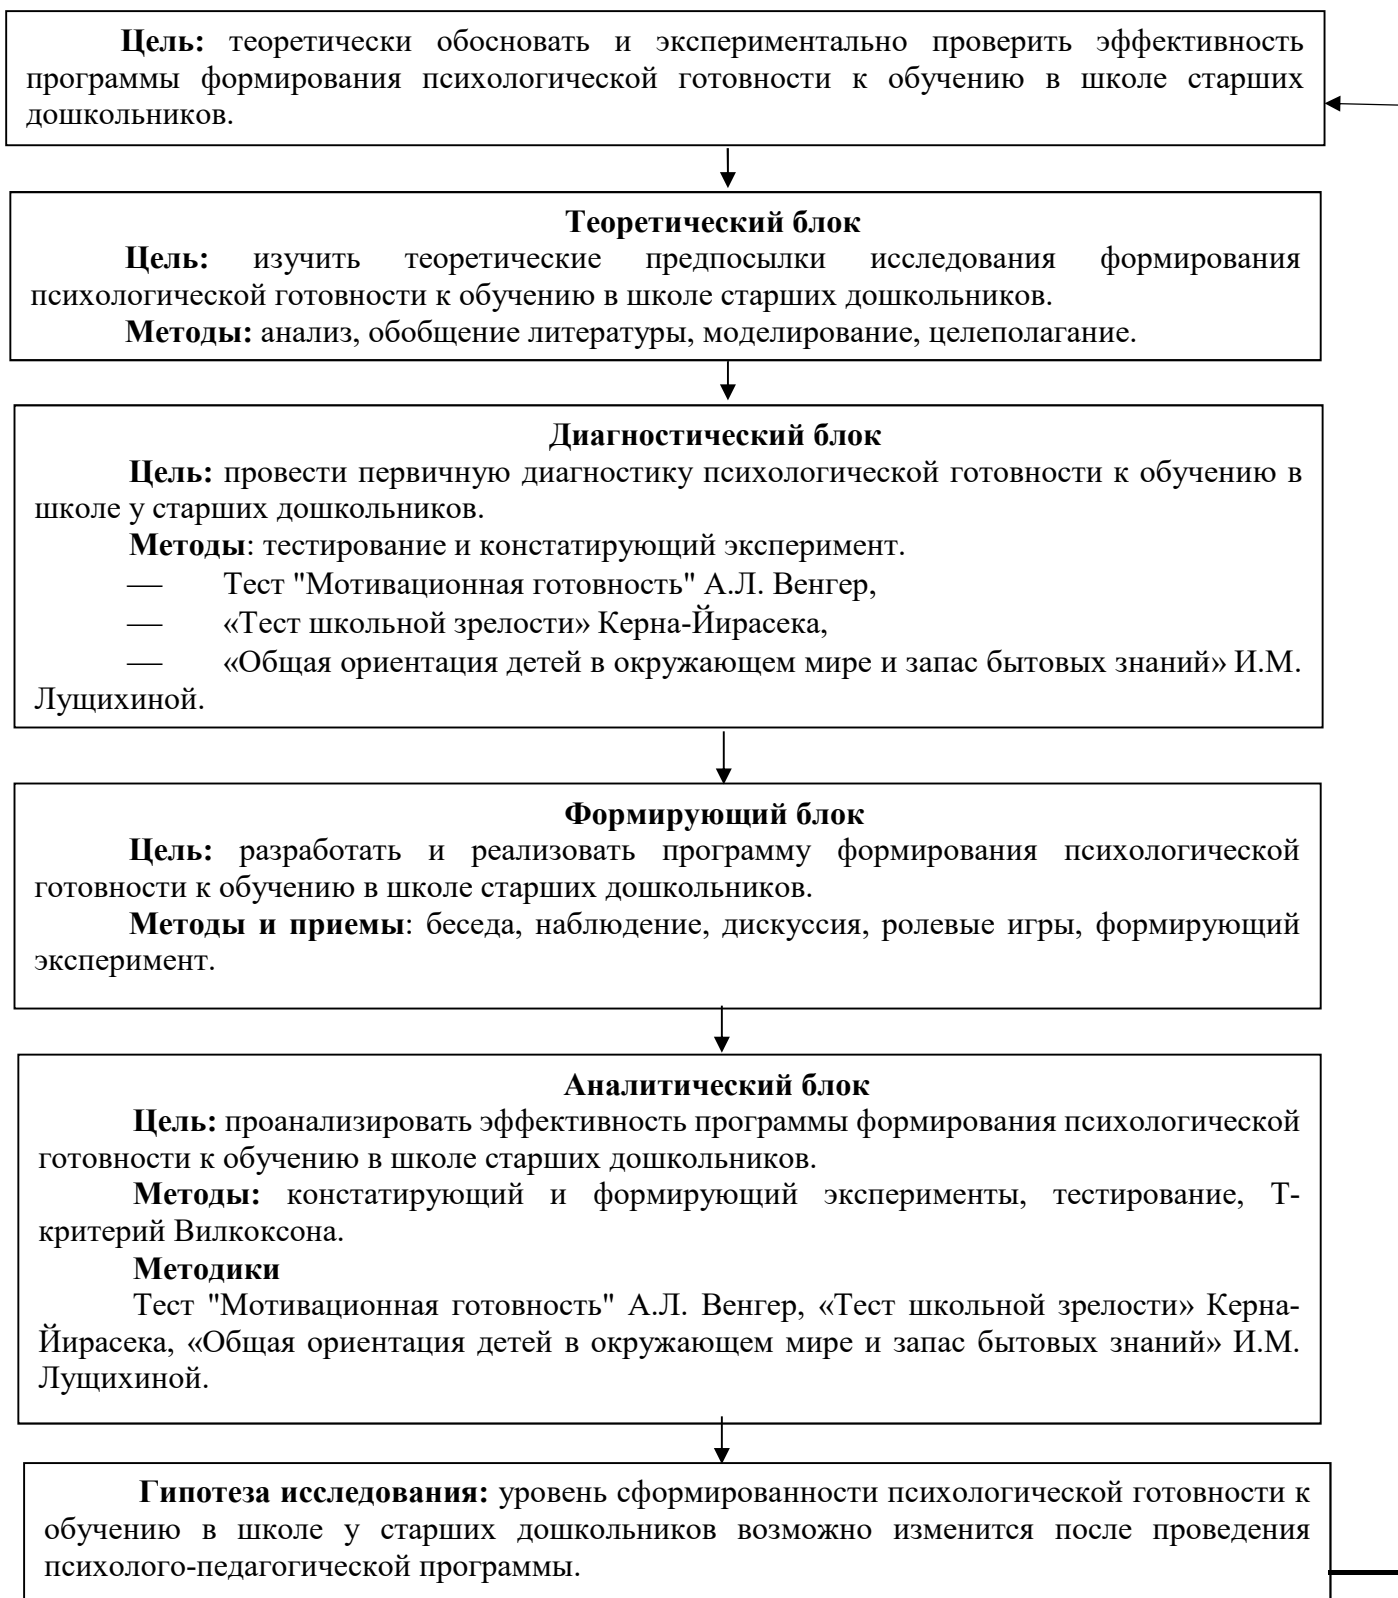 Цель: теоретически обосновать и экспериментально проверить эффективность
программы формирования психологической готовности к обучению в школе старших
дошкольников.
Теоретический блок
Цель: изучить теоретические предпосылки исследования формирования
психологической готовности к обучению в школе старших дошкольников.
Методы: анализ, обобщение литературы, моделирование, целеполагание.
Диагностический блок
Цель: провести первичную диагностику психологической готовности к обучению в
школе у старших дошкольников.
Методы: тестирование и констатирующий эксперимент.
— Тест "Мотивационная готовность" А.Л. Венгер,
— «Тест школьной зрелости» Керна-Йирасека,
— «Общая ориентация детей в окружающем мире и запас бытовых знаний» И.М.
Лущихиной.
Формирующий блок
Цель: разработать и реализовать программу формирования психологической
готовности к обучению в школе старших дошкольников.
Методы и приемы: беседа, наблюдение, дискуссия, ролевые игры, формирующий
эксперимент.
Аналитический блок
Цель: проанализировать эффективность программы формирования психологической
готовности к обучению в школе старших дошкольников.
Методы: констатирующий и формирующий эксперименты, тестирование, Т-
критерий Вилкоксона.
Методики
Тест "Мотивационная готовность" А.Л. Венгер, «Тест школьной зрелости» Керна-
Йирасека, «Общая ориентация детей в окружающем мире и запас бытовых знаний» И.М.
Лущихиной.
Гипотеза исследования: уровень сформированности психологической готовности к
обучению в школе у старших дошкольников возможно изменится после проведения
психолого-педагогической программы.